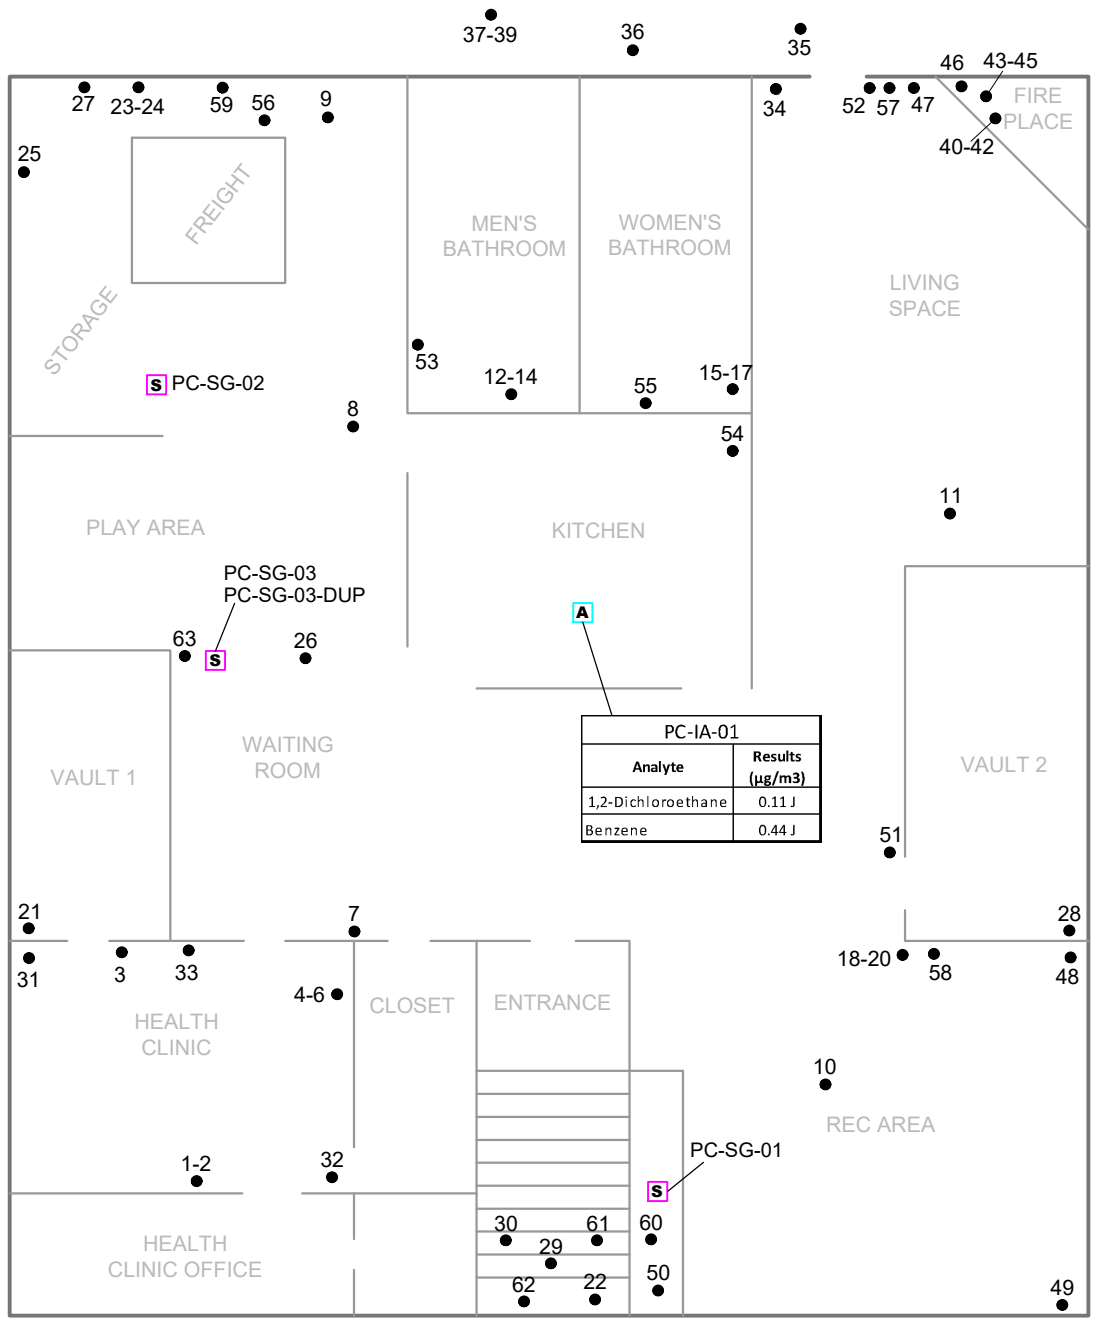 37-39
36
35
46
43-45
27
23-24
59
56
9
34
52
57
47
FIRE
PLACE
40-42
25
FREIGHT
MEN'S
BATHROOM
WOMEN'S
BATHROOM
LIVING
SPACE
STORAGE
53
12-14
55
15-17
S PC-SG-02
8
54
11
PLAY AREA
KITCHEN
PC-SG-03
PC-SG-03-DUP
A
63
S
26
PC-IA-01
Analyte
Results
(µg/m3)
1,2-Dichloroethane 0.11 J
Benzene 0.44 J
WAITING
ROOM
VAULT 1
VAULT 2
51
21
7
28
31
3
33
18-20
58
48
4-6
CLOSET
ENTRANCE
HEALTH
CLINIC
10
REC AREA
PC-SG-01
1-2
32
S
30
61
60
29
HEALTH
CLINIC OFFICE
62
22
50
49